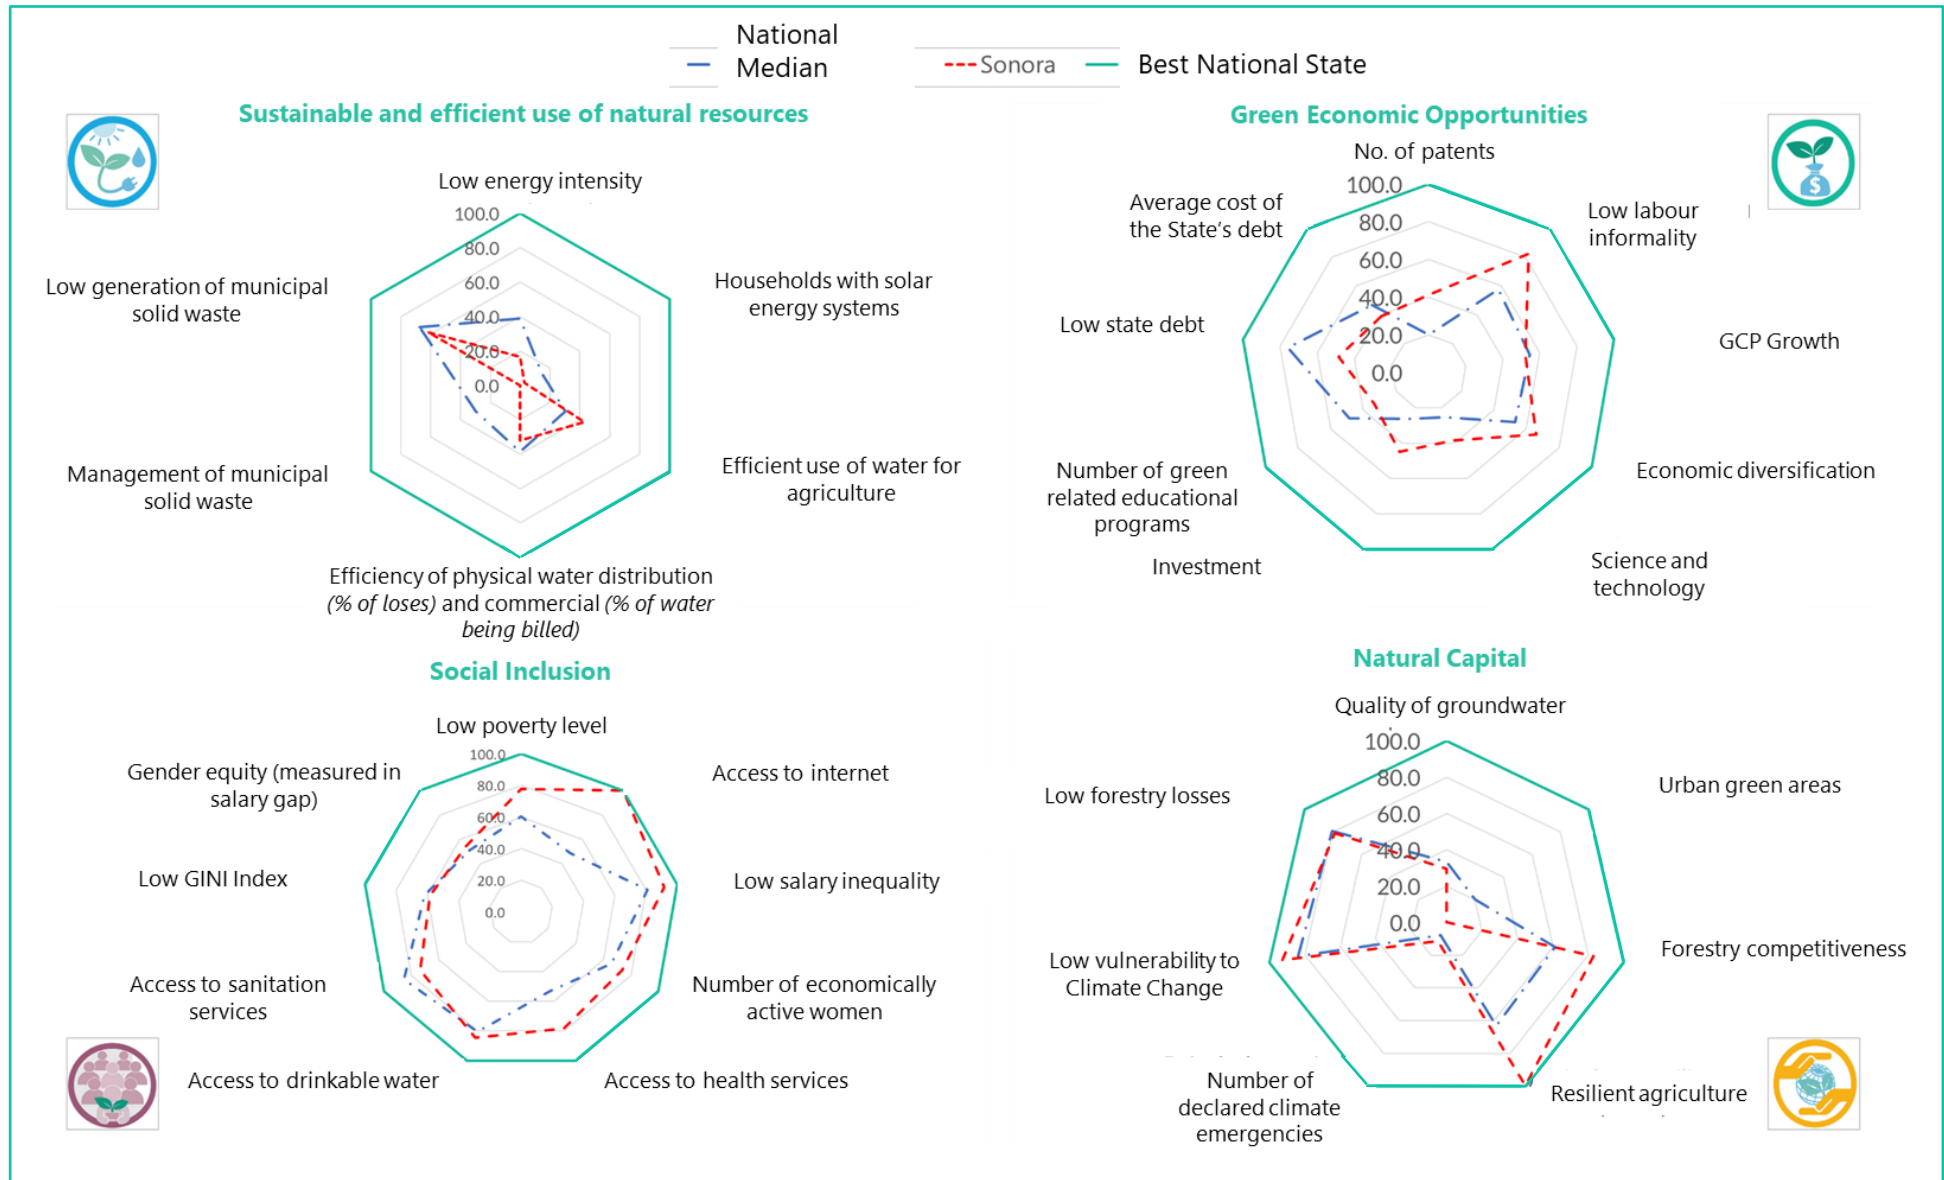 National
Median
Sonora
Best National State
Sustainable and efficient use of natural resources
Low energy intensity
100.0
80.0
60.0
40.0
20.0
0.0
Households with solar
energy systems
Efficient use of water for
agriculture
Efficiency of physical water distribution
(% of loses) and commercial (% of water
being billed)
Management of municipal
solid waste
Low generation of municipal
solid waste
Green Economic Opportunities
No. of patents
100.0
80.0
60.0
40.0
20.0
0.0
Low labour
informality
GCP Growth
Economic diversification
Science and
technology
Investment
Number of green
related educational
programs
Low state debt
Average cost of
the State's debt
$
Social Inclusion
Low poverty level
100.0
80.0
60.0
40.0
20.0
0.0
Access to internet
Low salary inequality
Number of economically
active women
Access to health services
Access to drinkable water
Access to sanitation
services
Low GINI Index
Gender equity (measured in
salary gap)
Natural Capital
Quality of groundwater
100.0
80.0
60.0
40.0
20.0
0.0
Urban green areas
Forestry competitiveness
Resilient agriculture
Number of
declared climate
emergencies
Low vulnerability to
Climate Change
Low forestry losses